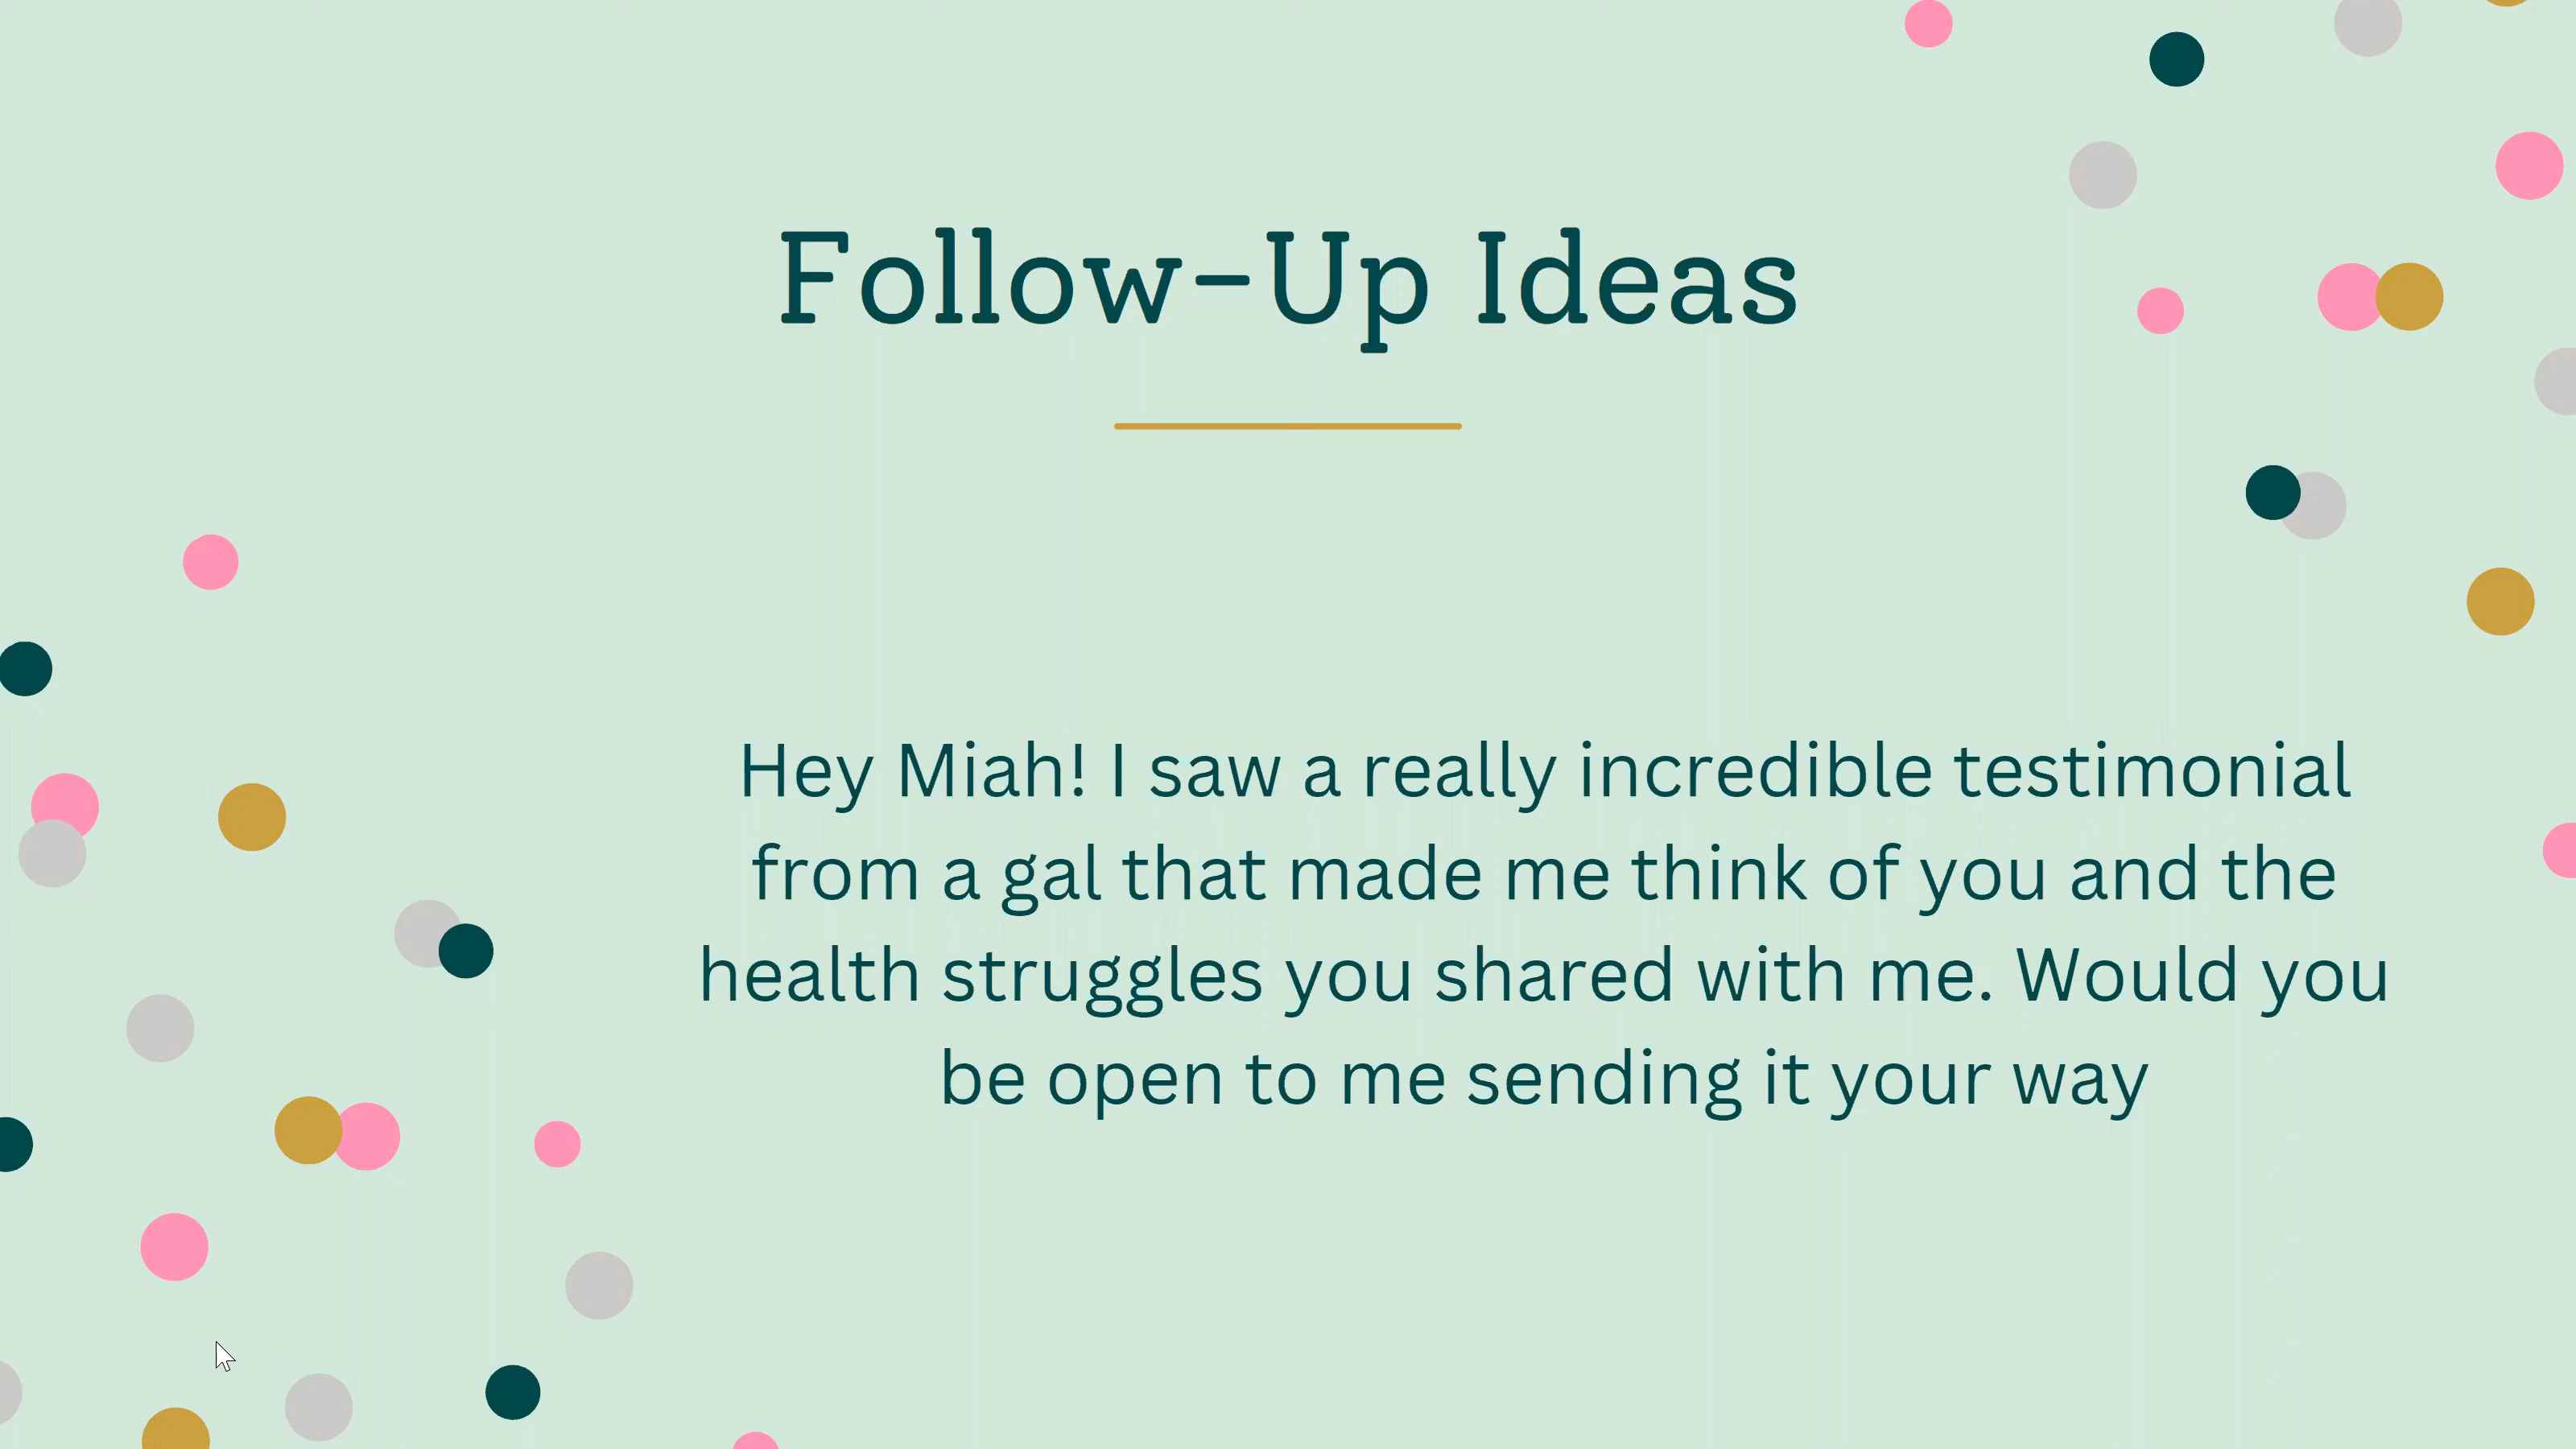 Follow-Up Ideas
Hey Miah! I saw a really incredible testimonial
from a gal that made me think of you and the
health struggles you shared with me. Would you
be open to me sending it your way